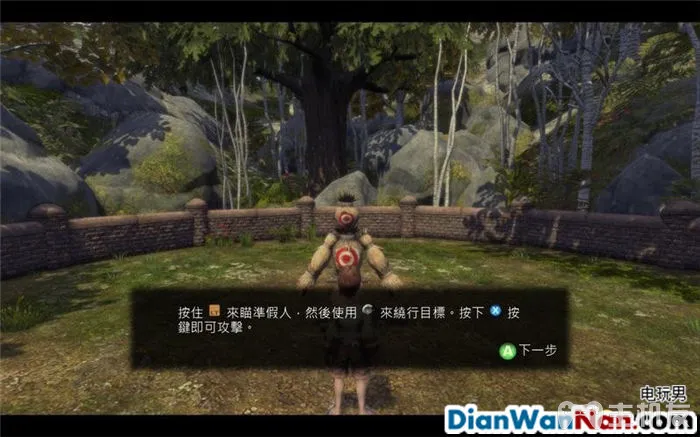 按住 LT 來瞄準假人，然後使用 來繞行目標。按下 X 按
鍵即可攻擊。
A 下一步
电玩男
DianWanNan.com